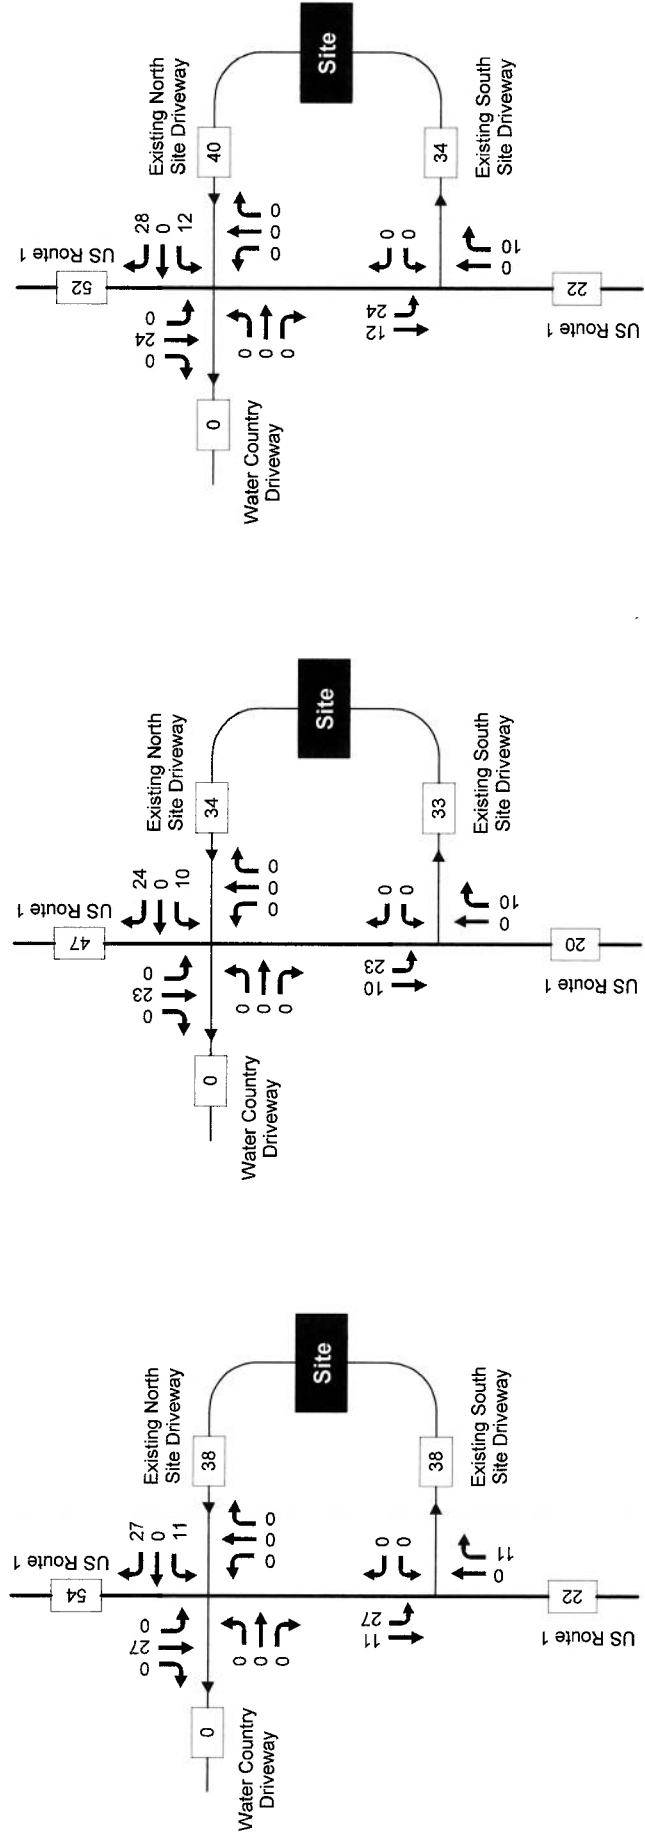 US Route 1
52
Existing North
Site Driveway
40
Site
28
0
12
0
24
0
0
0
0
0
0
0
0
Water Country
Driveway
0
0
12
24
0
10
34
Existing South
Site Driveway
22
US Route 1
US Route 1
47
Existing North
Site Driveway
34
Site
24
0
10
0
23
0
0
0
0
0
0
0
0
Water Country
Driveway
0
0
10
23
0
10
33
Existing South
Site Driveway
20
US Route 1
US Route 1
54
Existing North
Site Driveway
38
Site
27
0
11
0
27
0
0
0
0
0
0
0
0
Water Country
Driveway
0
0
11
27
0
11
38
Existing South
Site Driveway
22
US Route 1